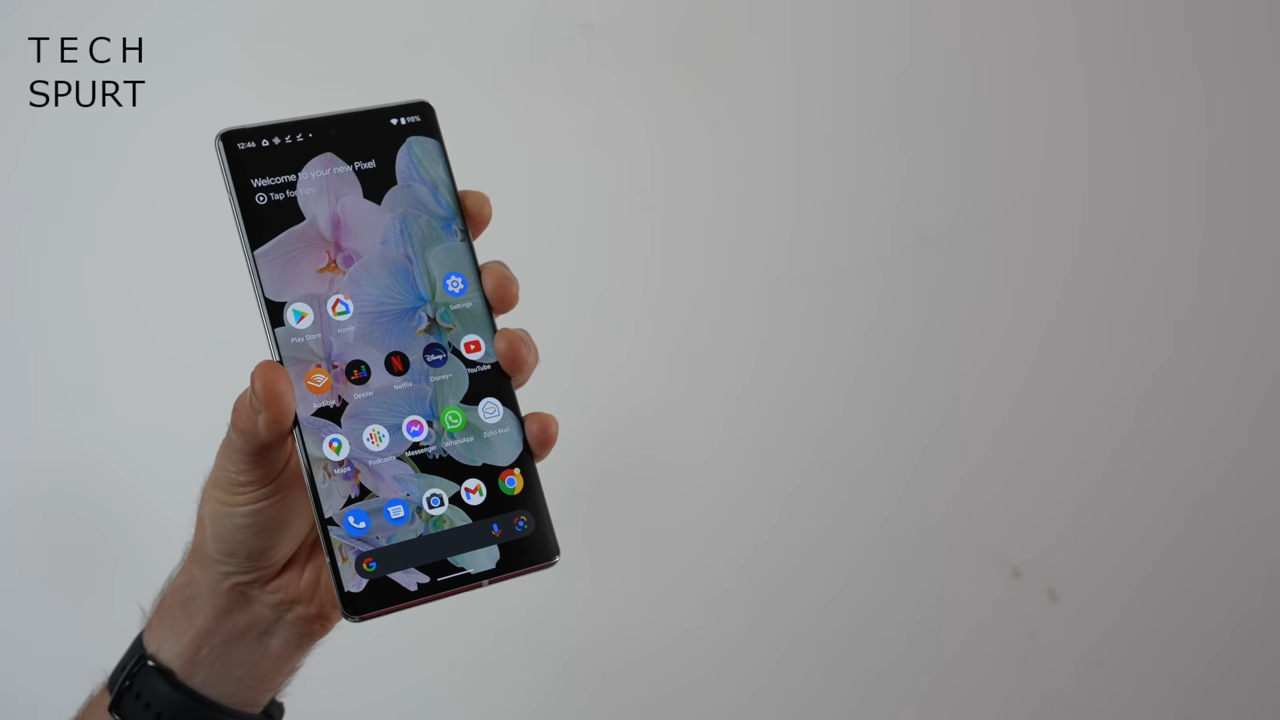 TECH
SPURT
12:46
98%
Welcome to your new Pixel
Tap for tips
Settings
Play Store
Home
Audible
Deezer
Netflix
Disney+
YouTube
Maps
Podcasts
Messenger
WhatsApp
Zoho Mail